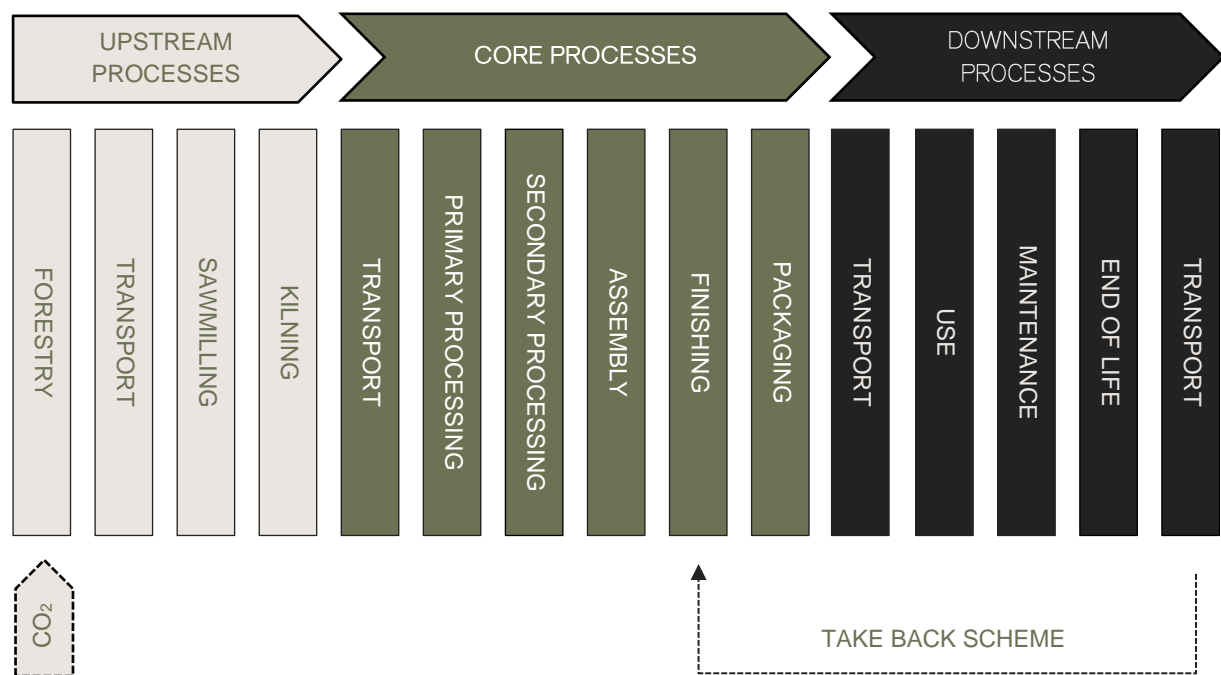 UPSTREAM
PROCESSES
CORE PROCESSES
DOWNSTREAM
PROCESSES
FORESTRY
TRANSPORT
SAWMILLING
KILNING
TRANSPORT
PRIMARY PROCESSING
SECONDARY PROCESSING
ASSEMBLY
FINISHING
PACKAGING
TRANSPORT
USE
MAINTENANCE
END OF LIFE
TRANSPORT
CO₂
TAKE BACK SCHEME